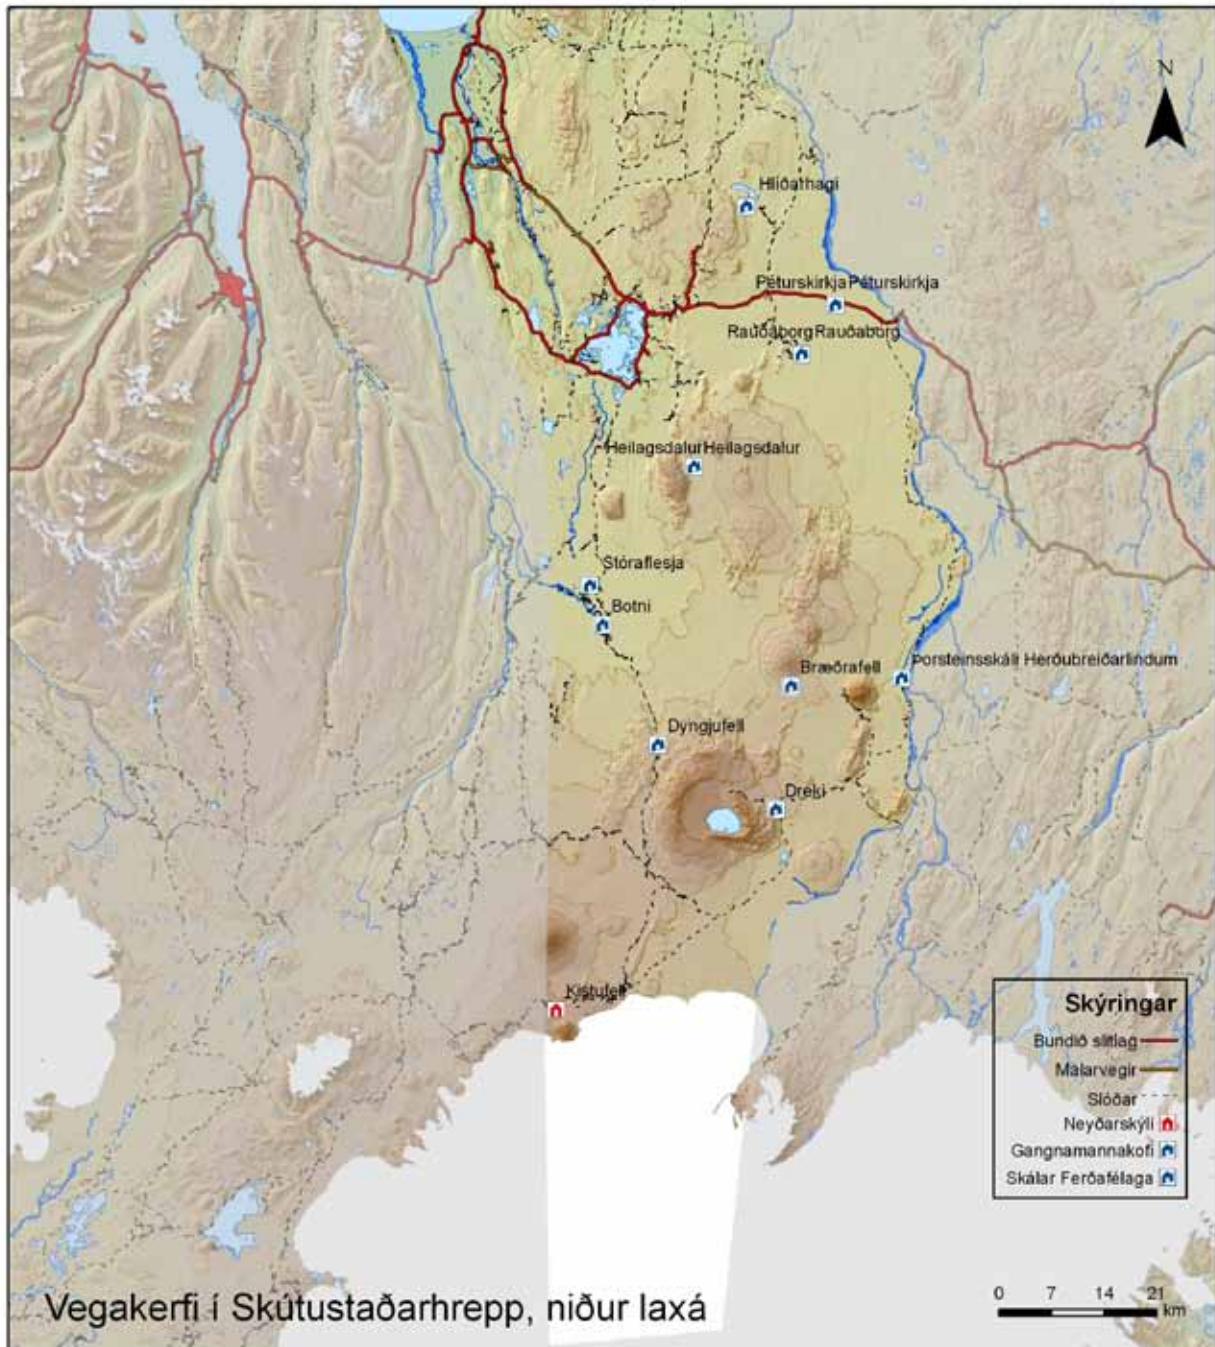 N
Hlíðarhagi
Péturskirkja Péturskirkja
Rauðaborg Rauðaborg
Heilagsdalur Heilagsdalur
Stóraflesja
Botni
Bræðrafell
Þorsteinsskáli Herðubreiðarlindum
Dyngjufell
Dreki
Kistufell
Skýringar
Bundið slitlag
Malarvegir
Slóðar
Neyðarskýli
Gangnamannakofi
Skálar Ferðafélaga
Vegakerfi í Skútustaðarhrepp, niður laxá
0 7 14 21
km